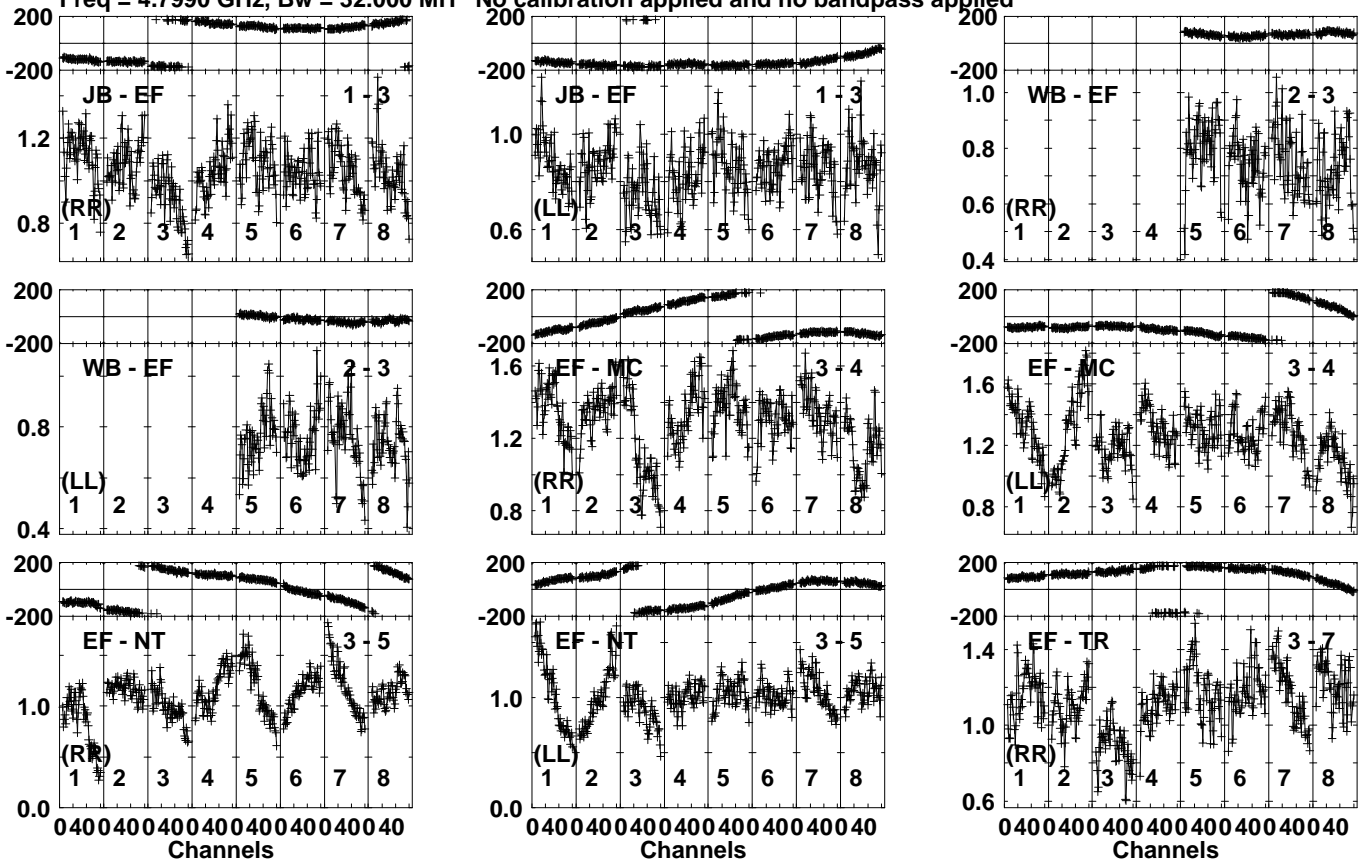 Freq = 4.7990 GHz, Bw = 32.000 MH No calibration applied and no bandpass applied
200 200 200
-200 -200 -200
JB - EF 1 - 3 JB - EF 1 - 3 WB - EF 2 - 3
1.0
1.2 1.0
0.8
0.8 0.6 0.6
(RR) (LL) (RR)
1 2 3 4 5 6 7 8 1 2 3 4 5 6 7 8 1 2 3 4 5 6 7 8
0.4
200 200 200
-200 -200 -200
WB - EF 2 - 3 EF - MC 3 - 4 EF - MC 3 - 4
1.6 1.6
0.8 1.2 1.2
(LL) (RR) (LL)
1 2 3 4 5 6 7 8 1 2 3 4 5 6 7 8 1 2 3 4 5 6 7 8
0.4 0.8 0.8
200 200 200
-200 -200 -200
EF - NT 3 - 5 EF - NT 3 - 5 EF - TR 3 - 7
1.4
1.0 1.0 1.0
(RR) (LL) (RR)
1 2 3 4 5 6 7 8 1 2 3 4 5 6 7 8 1 2 3 4 5 6 7 8
0.0 0.0 0.6
0 40 0 40 0 40 0 40 0 40 0 40 0 40 0 40 0 40 0 40 0 40 0 40 0 40 0 40 0 40 0 40 0 40 0 40 0 40 0 40 0 40 0 40 0 40 0 40
Channels Channels Channels